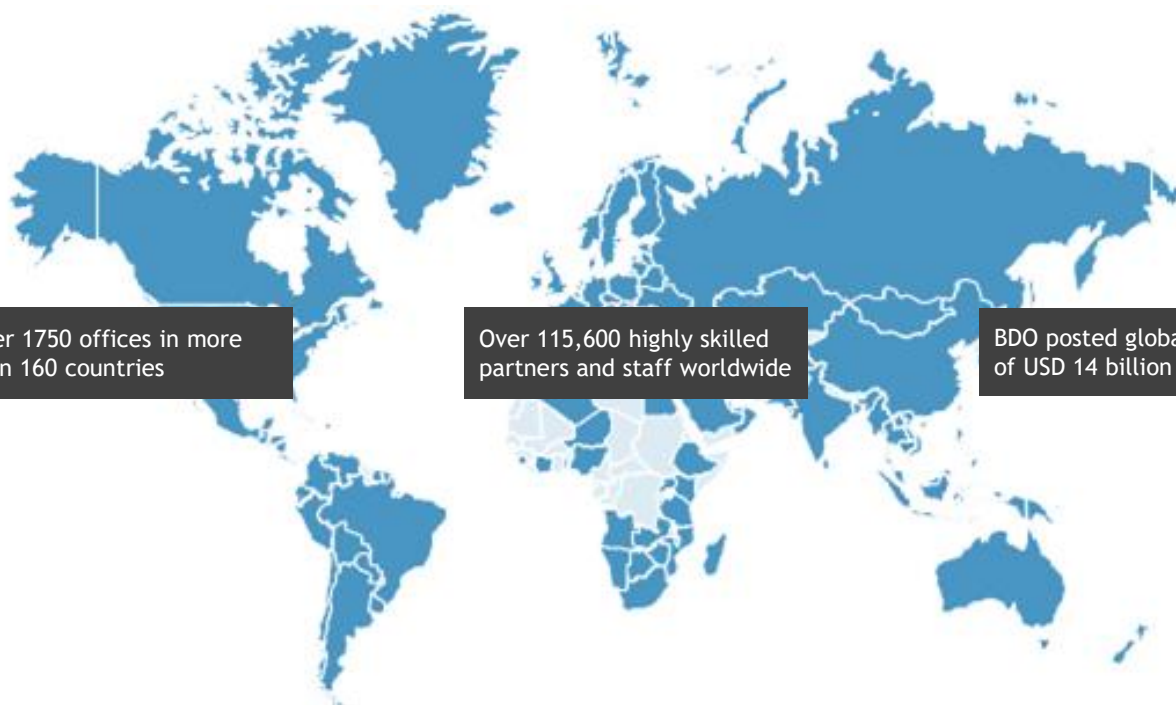 er 1750 offices in more
n 160 countries
Over 115,600 highly skilled
partners and staff worldwide
BDO posted globa
of USD 14 billion